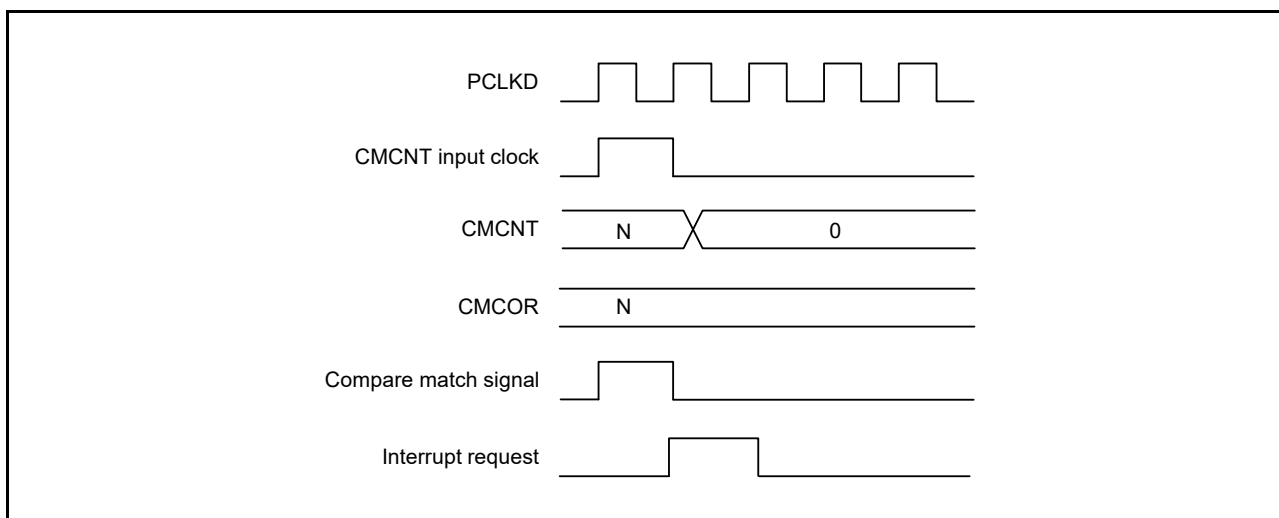 PCLKD
CMCNT input clock
CMCNT N 0
CMCOR N
Compare match signal
Interrupt request